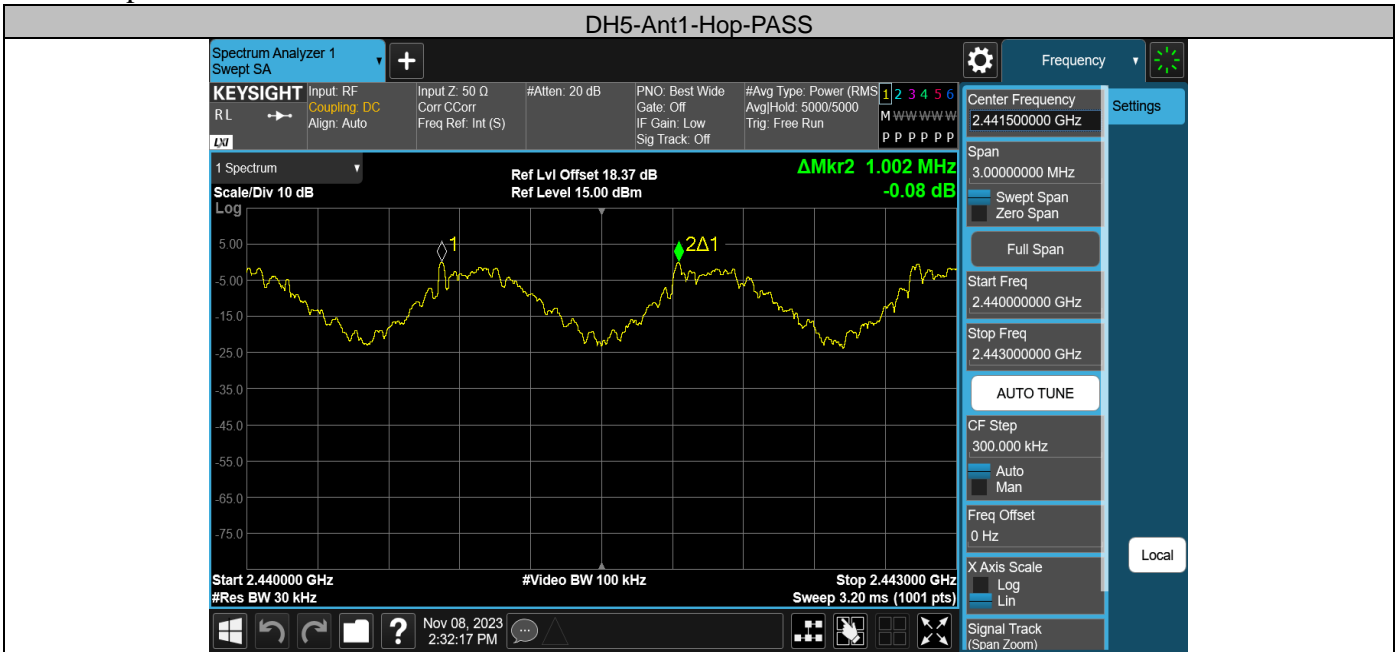 DH5-Ant1-Hop-PASS
Spectrum Analyzer 1
Swept SA
Frequency
KEYSIGHT
RL
LXI
Input: RF
Coupling: DC
Align: Auto
Input Z: 50 Ω
Corr CCorr
Freq Ref: Int (S)
#Atten: 20 dB
PNO: Best Wide
Gate: Off
IF Gain: Low
Sig Track: Off
#Avg Type: Power (RMS
Avg|Hold: 5000/5000
Trig: Free Run
1 2 3 4 5 6
M W W W W W
P P P P P P
1 Spectrum
Scale/Div 10 dB
Log
Ref Lvl Offset 18.37 dB
Ref Level 15.00 dBm
ΔMkr2 1.002 MHz
-0.08 dB
1
2Δ1
5.00
-5.00
-15.0
-25.0
-35.0
-45.0
-55.0
-65.0
-75.0
Start 2.440000 GHz
#Res BW 30 kHz
#Video BW 100 kHz
Stop 2.443000 GHz
Sweep 3.20 ms (1001 pts)
Center Frequency
2.441500000 GHz
Settings
Span
3.00000000 MHz
Swept Span
Zero Span
Full Span
Start Freq
2.440000000 GHz
Stop Freq
2.443000000 GHz
AUTO TUNE
CF Step
300.000 kHz
Auto
Man
Freq Offset
0 Hz
X Axis Scale
Log
Lin
Signal Track
(Span Zoom)
Local
?
Nov 08, 2023
2:32:17 PM